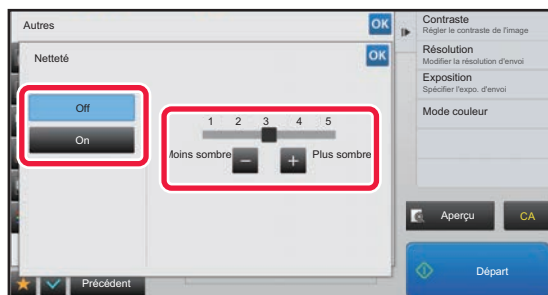 Autres
OK
Netteté
OK
Off
On
1 2 3 4 5
Moins sombre
Plus sombre
Précédent
Contraste
Régler le contraste de l'image
Résolution
Modifier la résolution d'envoi
Exposition
Spécifier l'expo. d'envoi
Mode couleur
Aperçu
CA
Départ